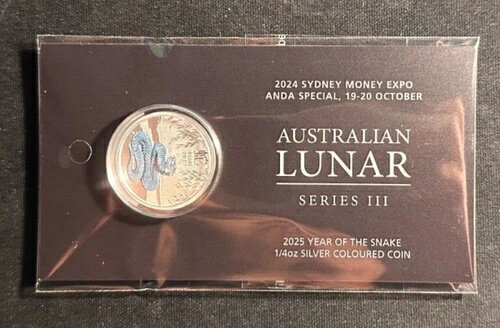 2024 SYDNEY MONEY EXPO
ANDA SPECIAL, 19-20 OCTOBER
AUSTRALIAN
LUNAR
SERIES III
2025 YEAR OF THE SNAKE
1/4oz SILVER COLOURED COIN